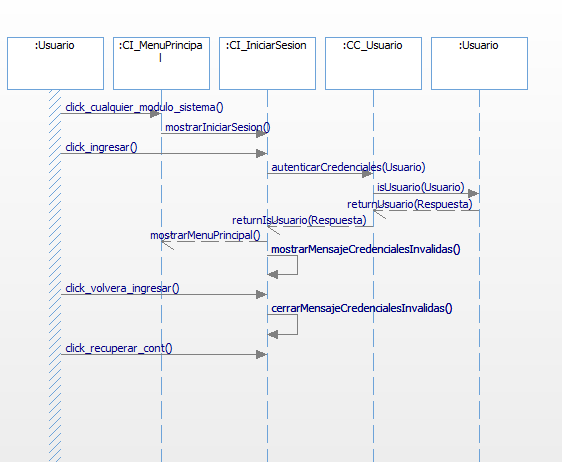 :Usuario
:CI_MenuPrincipa
l
:CI_IniciarSesion
:CC_Usuario
:Usuario
click_cualquier_modulo_sistema()
mostrarIniciarSesion()
click_ingresar()
autenticarCredenciales(Usuario)
isUsuario(Usuario)
returnUsuario(Respuesta)
returnIsUsuario(Respuesta)
mostrarMenuPrincipal()
mostrarMensajeCredencialesInvalidas()
click_volvera_ingresar()
cerrarMensajeCredencialesInvalidas()
click_recuperar_cont()